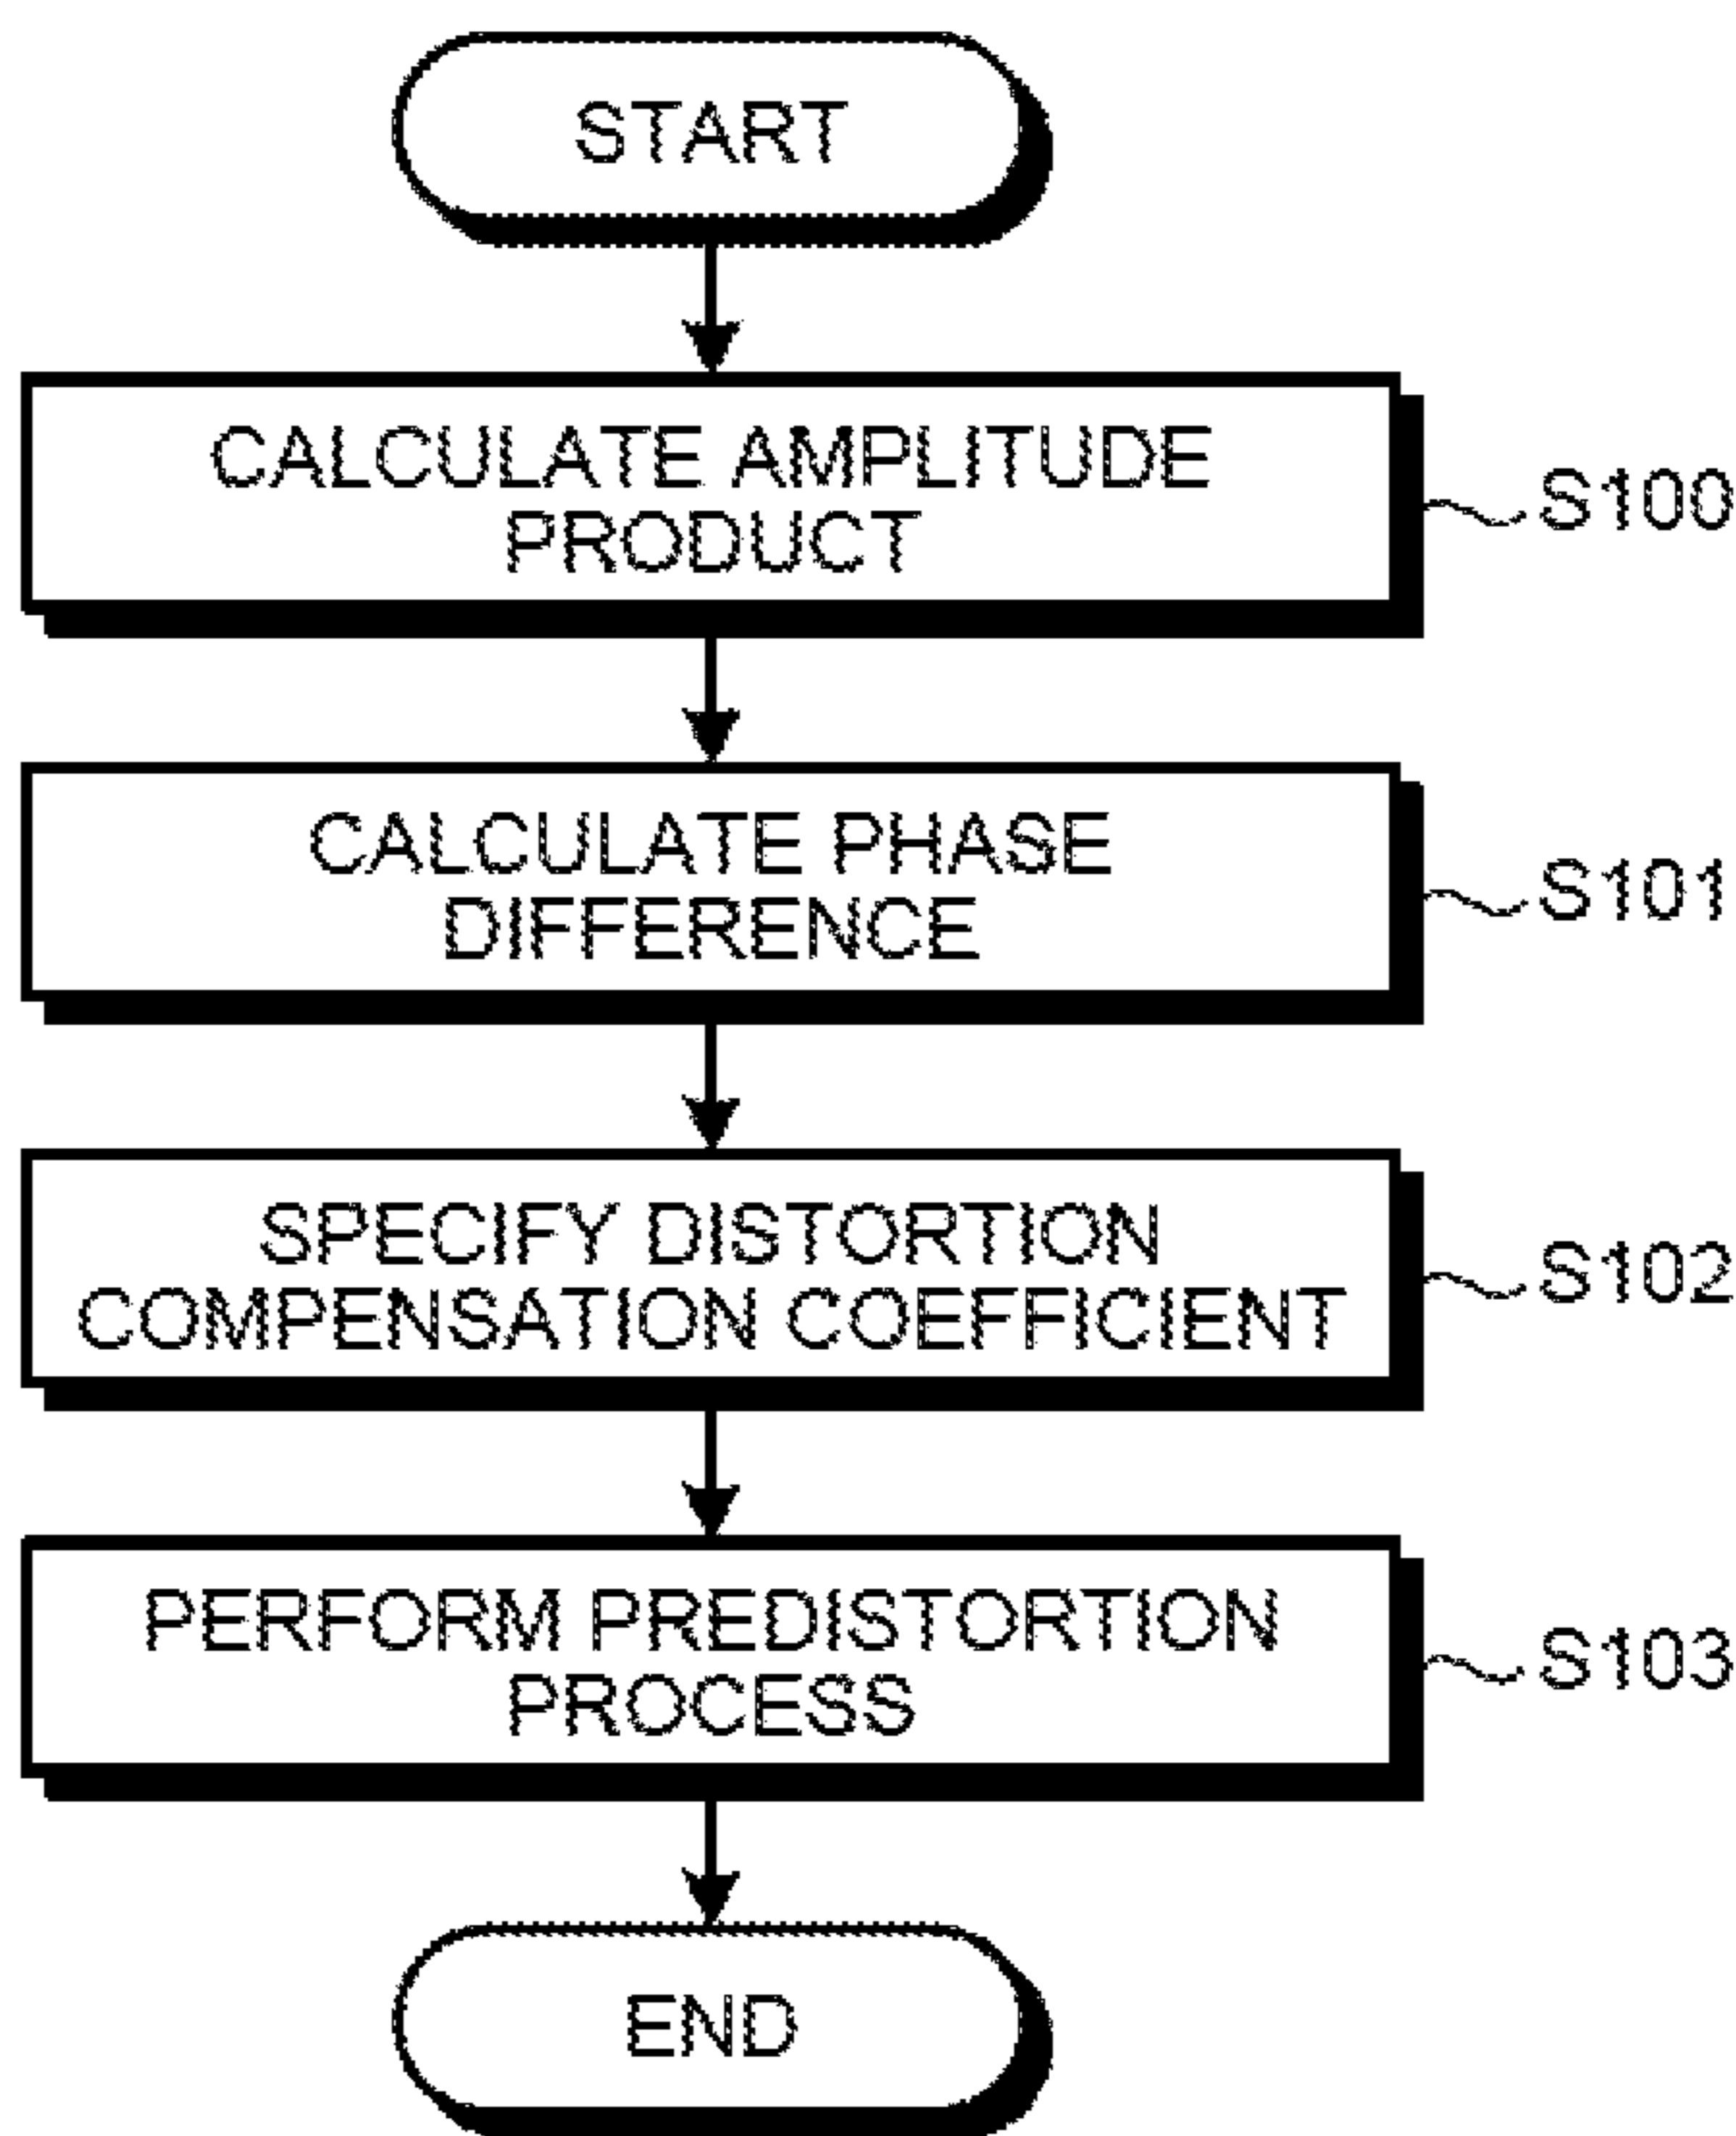 START
CALCULATE AMPLITUDE
PRODUCT
S100
CALCULATE PHASE
DIFFERENCE
S101
SPECIFY DISTORTION
COMPENSATION COEFFICIENT
S102
PERFORM PREDISTORTION
PROCESS
S103
END